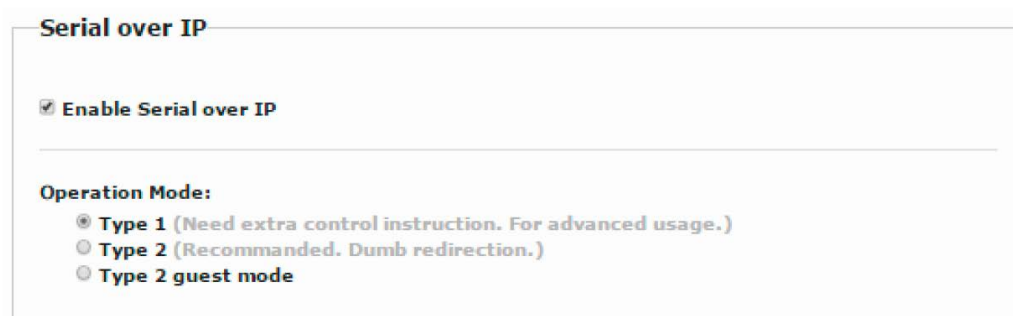 Serial over IP
Enable Serial over IP
Operation Mode:
Type 1 (Need extra control instruction. For advanced usage.)
Type 2 (Recommanded. Dumb redirection.)
Type 2 guest mode